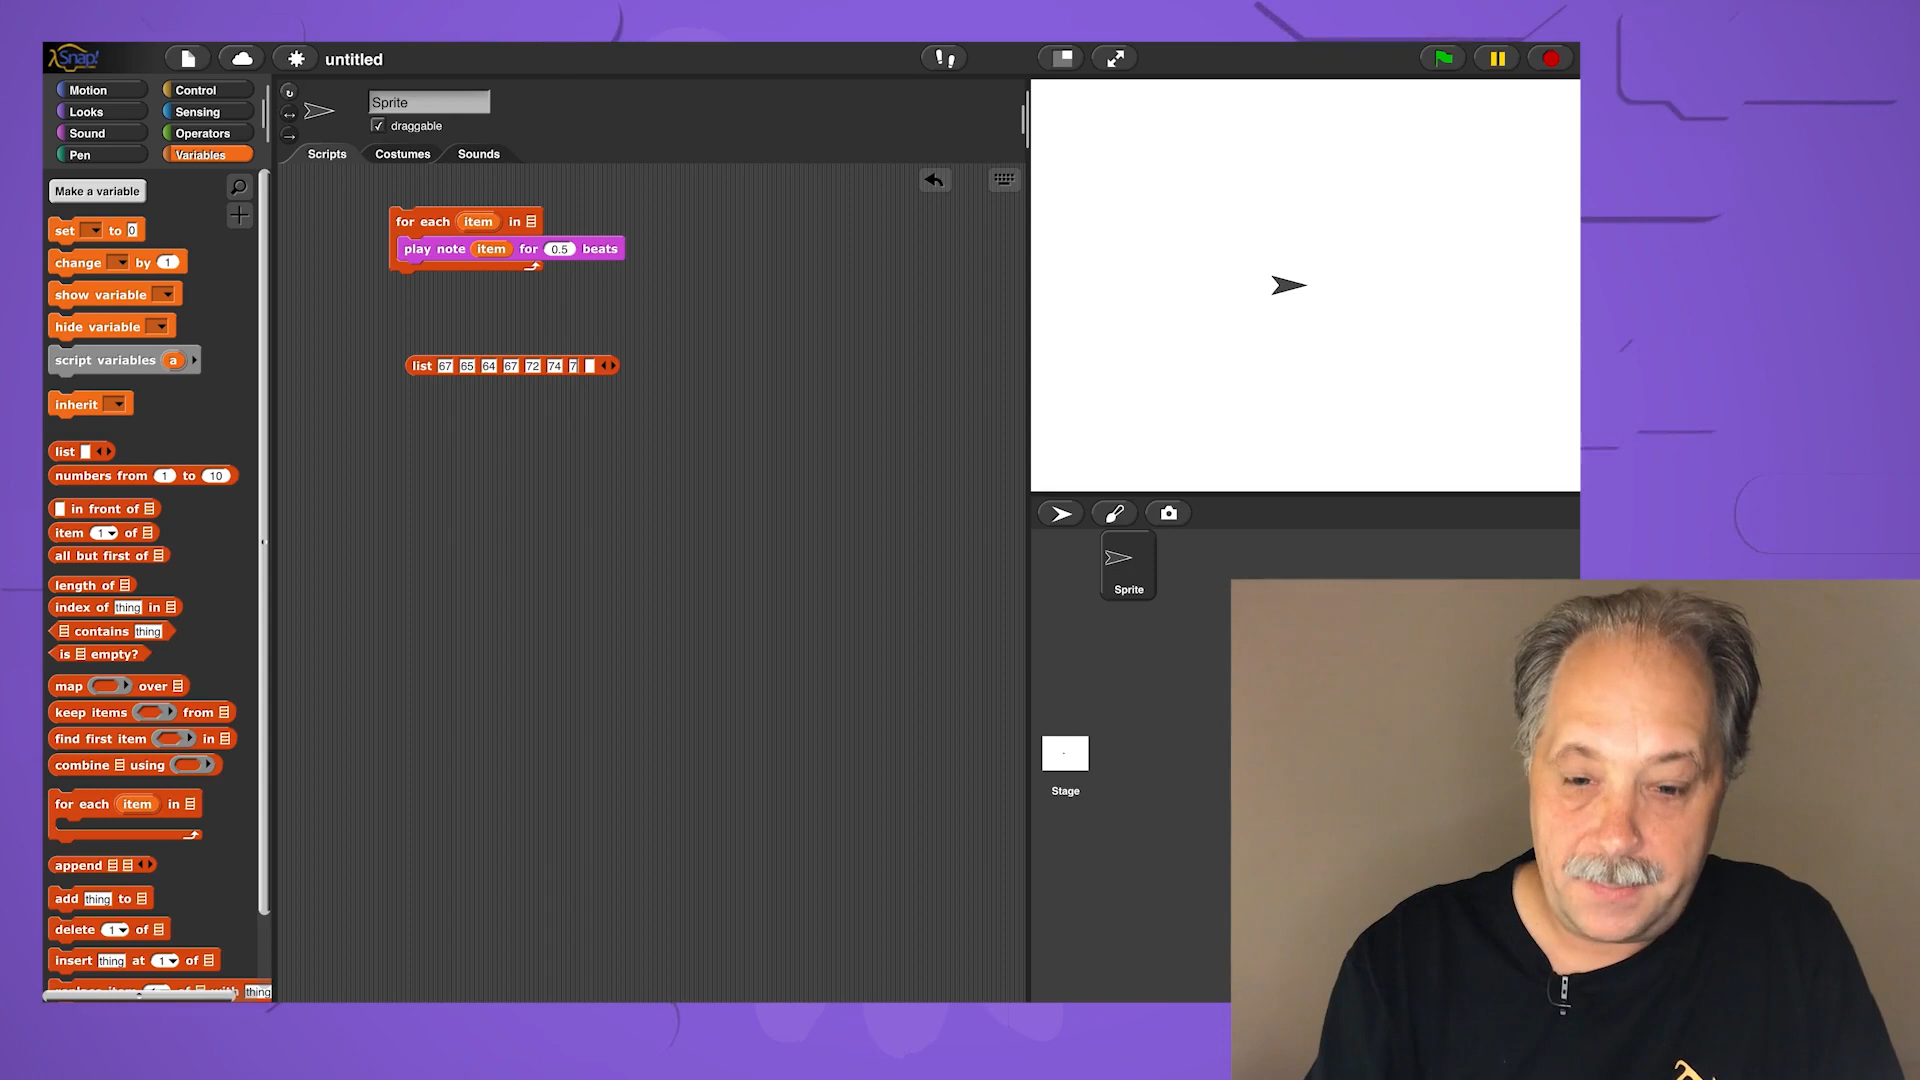 Snap!
untitled
Motion
Control
Looks
Sensing
Sound
Operators
Pen
Variables
Sprite
draggable
Scripts
Costumes
Sounds
Make a variable
set to 0
change by 1
show variable
hide variable
script variables a
inherit
list
numbers from 1 to 10
in front of
item 1 of
all but first of
length of
index of thing in
contains thing
is empty?
map over
keep items from
find first item in
combine using
for each item in
append
add thing to
delete 1 of
insert thing at 1 of
thing
for each item in
play note item for 0.5 beats
list 67 65 64 67 72 74 7
Sprite
Stage